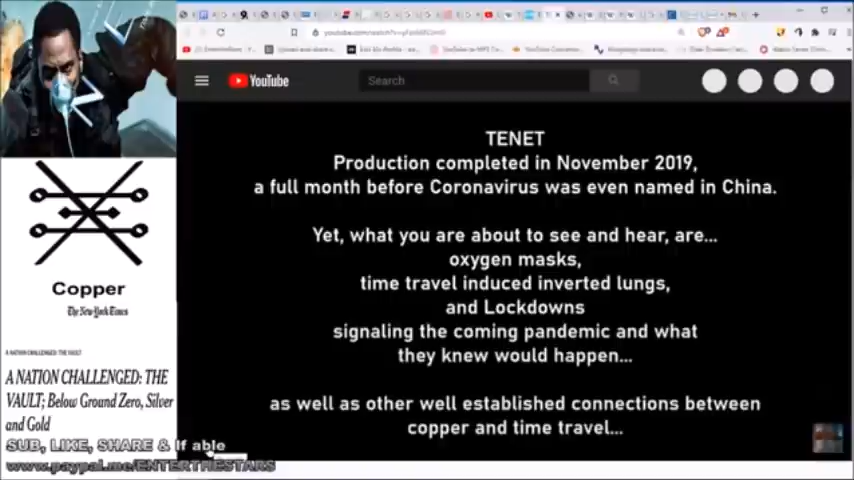 YouTube
Search
TENET
Production completed in November 2019,
a full month before Coronavirus was even named in China.
Yet, what you are about to see and hear, are...
oxygen masks,
time travel induced inverted lungs,
and Lockdowns
signaling the coming pandemic and what
they knew would happen...
as well as other well established connections between
copper and time travel...
Copper
The New York Times
A NATION CHALLENGED: THE VAULT
A NATION CHALLENGED: THE
VAULT; Below Ground Zero, Silver
and Gold
SUB, LIKE, SHARE & If able
www.paypal.me/ENTERTHESTARS